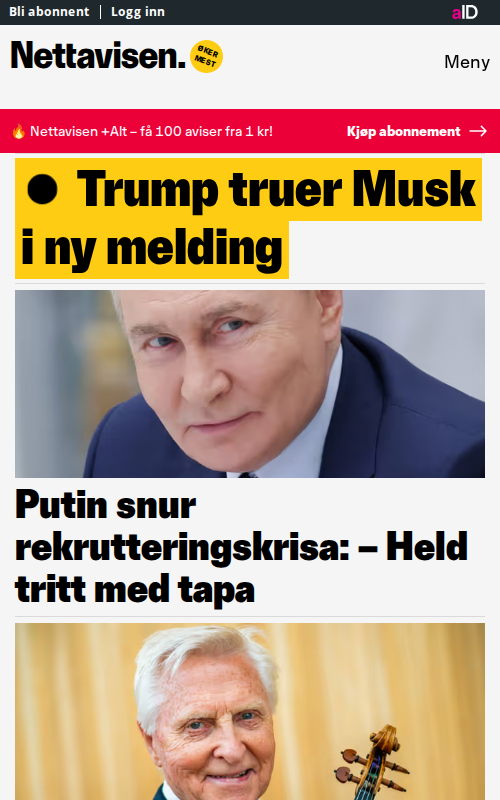 Bli abonnent
Logg inn
aID
Nettavisen.
ØKER
MEST
Meny
Nettavisen +Alt – få 100 aviser fra 1 kr!
Kjøp abonnement
Trump truer Musk
i ny melding
Putin snur
rekrutteringskrisa: – Held
tritt med tapa